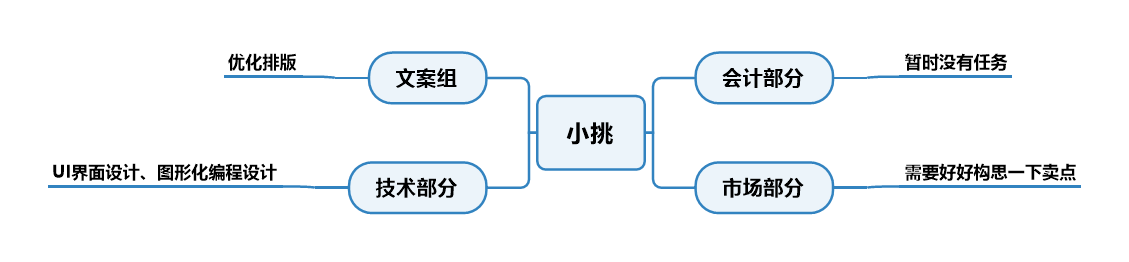 优化排版
文案组
会计部分
暂时没有任务
小挑
UI界面设计、图形化编程设计
技术部分
市场部分
需要好好构思一下卖点